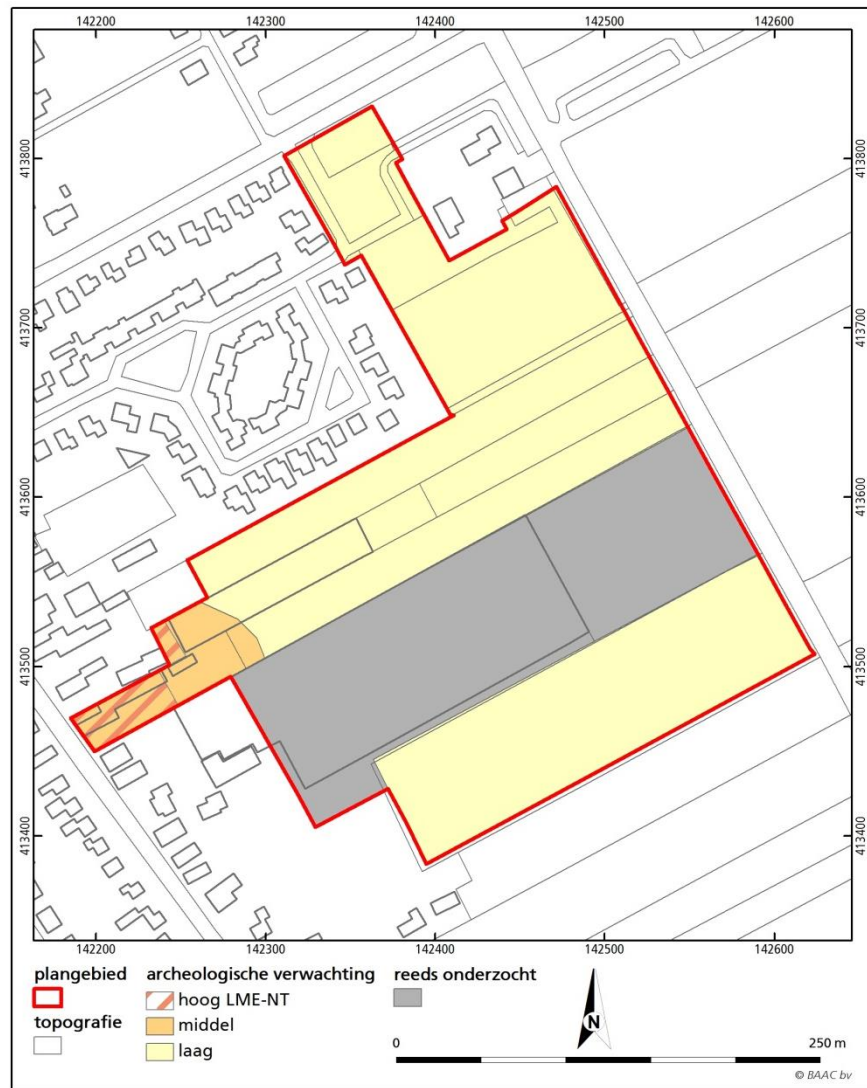 142200 142300 142400 142500 142600
413800 413800
413700 413700
413600 413600
413500 413500
413400 413400
142200 142300 142400 142500 142600
plangebied archeologische verwachting reeds onderzocht
hoog LME-NT
topografie middel
laag
N
0 250 m
© BAAC bv